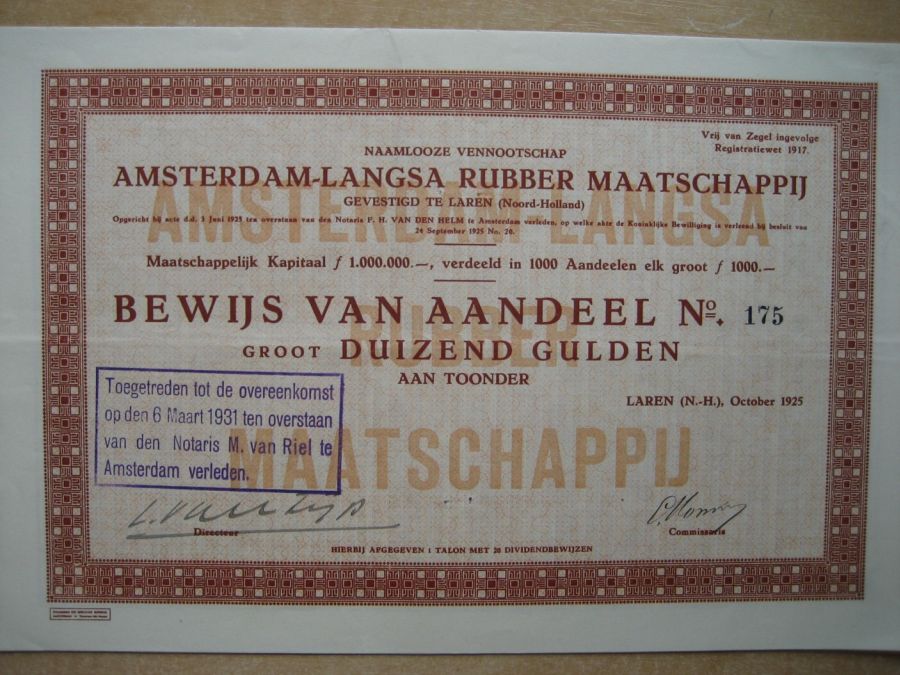 Vrij van Zegel ingevolge
Registratiewet 1917.
NAAMLOOZE VENNOOTSCHAP
AMSTERDAM-LANGSA RUBBER MAATSCHAPPIJ
GEVESTIGD TE LAREN (Noord-Holland)
Opgericht bij acte d.d. 3 Juni 1925 ten overstaan van den Notaris F. H. VAN DEN HELM te Amsterdam verleden, op welke akte de Koninklijke Bewilliging is verleend bij besluit van
24 September 1925 No. 20.
AMSTERDAM-LANGSA
Maatschappelijk Kapitaal f 1.000.000.—, verdeeld in 1000 Aandeelen elk groot f 1000.—
BEWIJS VAN AANDEEL No. 175
RUBBER
GROOT DUIZEND GULDEN
AAN TOONDER
LAREN (N.-H.), October 1925
Toegetreden tot de overeenkomst
op den 6 Maart 1931 ten overstaan
van den Notaris M. van Riel te
Amsterdam verleden.
MAATSCHAPPIJ
Directeur
Commissaris
HIERBIJ AFGEGEVEN 1 TALON MET 20 DIVIDENDBEWIJZEN